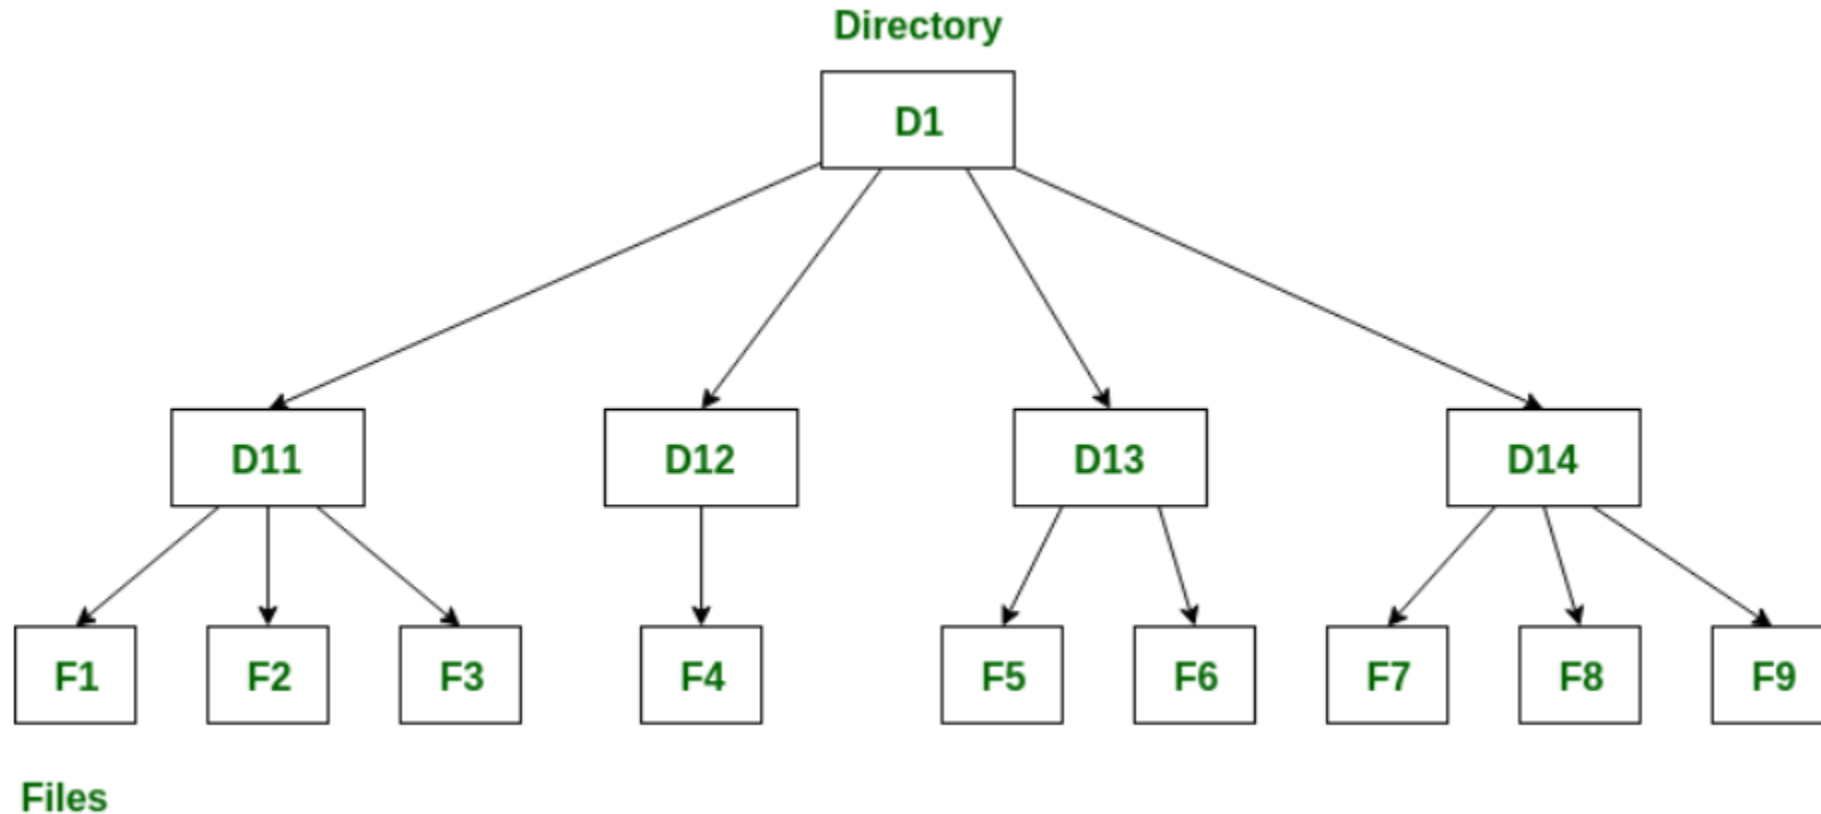 Directory
D1
D11 D12 D13 D14
F1 F2 F3 F4 F5 F6 F7 F8 F9
Files